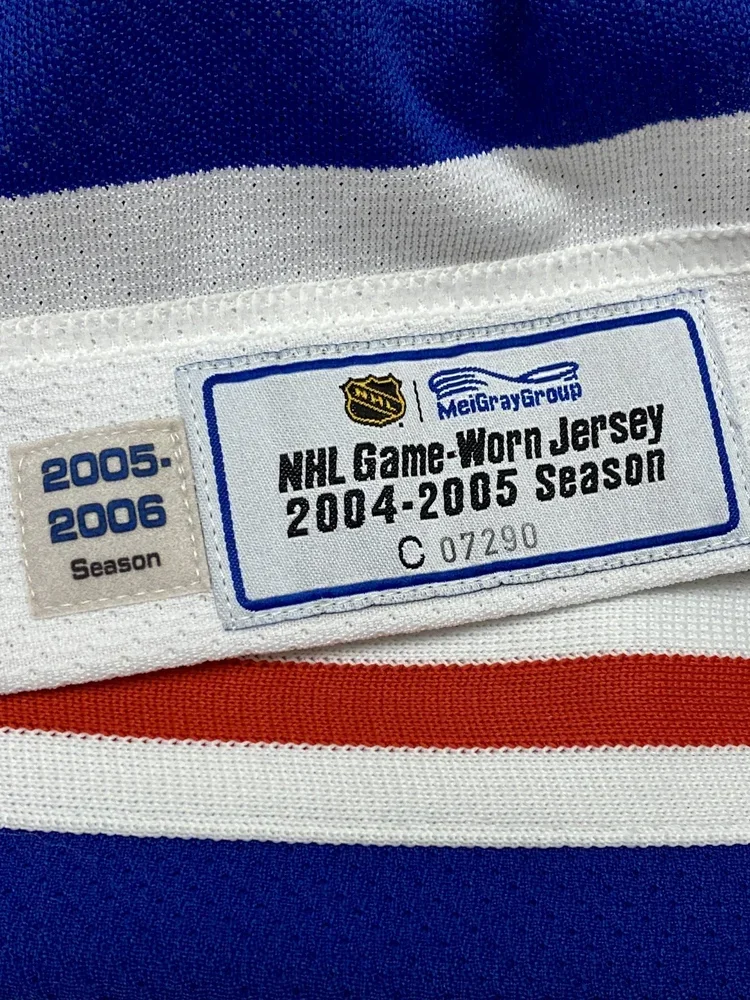 2005-
2006
Season
NHL
MeiGrayGroup
NHL Game-Worn Jersey
2004-2005 Season
C 07290